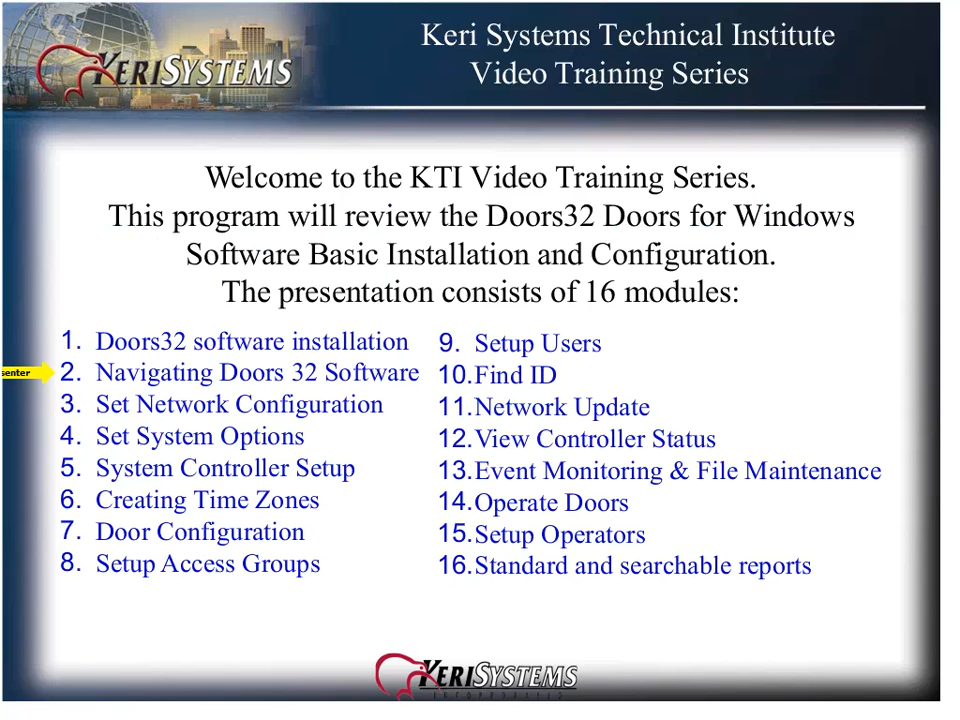 KERISYSTEMS
Keri Systems Technical Institute
Video Training Series
Welcome to the KTI Video Training Series.
This program will review the Doors32 Doors for Windows
Software Basic Installation and Configuration.
The presentation consists of 16 modules:
1. Doors32 software installation
senter
2. Navigating Doors 32 Software
3. Set Network Configuration
4. Set System Options
5. System Controller Setup
6. Creating Time Zones
7. Door Configuration
8. Setup Access Groups
9. Setup Users
10. Find ID
11. Network Update
12. View Controller Status
13. Event Monitoring & File Maintenance
14. Operate Doors
15. Setup Operators
16. Standard and searchable reports
KERISYSTEMS
INCORPORATED